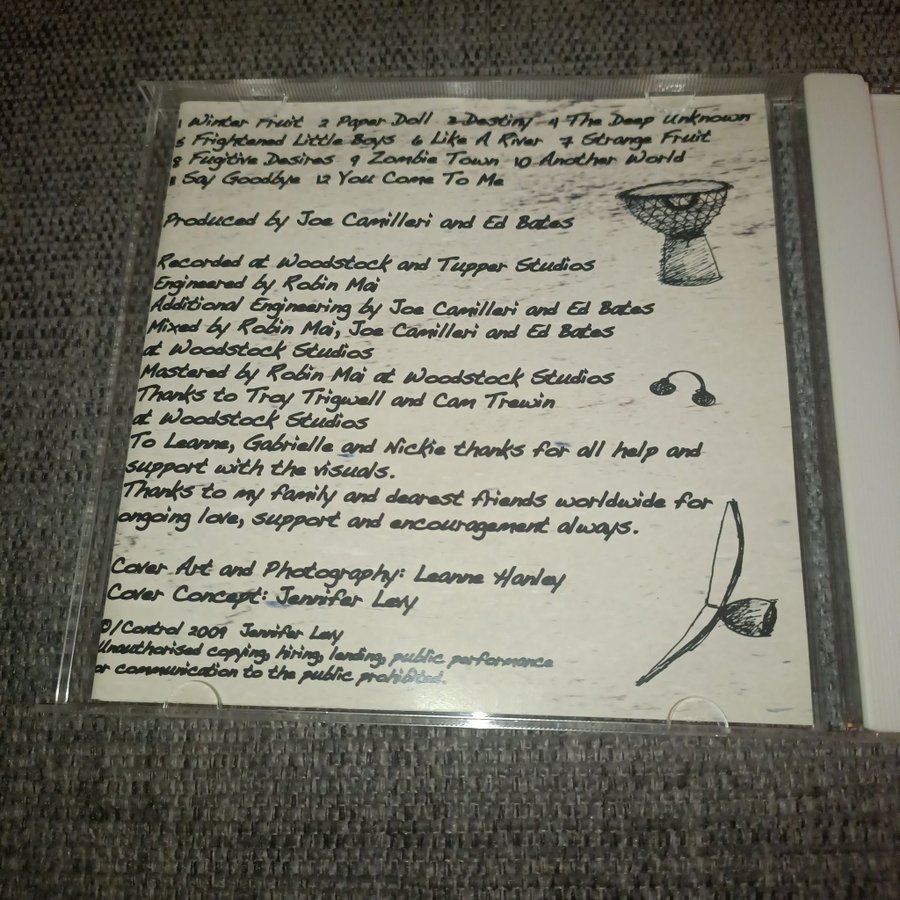 1 Winter Fruit 2 Paper Doll 3 Destiny 4 The Deep Unknown
5 Frightened Little Boys 6 Like A River 7 Strange Fruit
8 Fugitive Desires 9 Zombie Town 10 Another World
Say Goodbye 12 You Come To Me
Produced by Joe Camilleri and Ed Bates
Recorded at Woodstock and Tupper Studios
Engineered by Robin Mai
Additional Engineering by Joe Camilleri and Ed Bates
Mixed by Robin Mai, Joe Camilleri and Ed Bates
at Woodstock Studios
Mastered by Robin Mai at Woodstock Studios
Thanks to Troy Trigwell and Cam Trewin
at Woodstock Studios
To Leanne, Gabrielle and Nickie thanks for all help and
support with the visuals.
Thanks to my family and dearest friends worldwide for
ongoing love, support and encouragement always.
Cover Art and Photography: Leanne Hanley
Cover Concept: Jennifer Levy
℗/Control 2009 Jennifer Levy
Unauthorised copying, hiring, lending, public performance
or communication to the public prohibited.